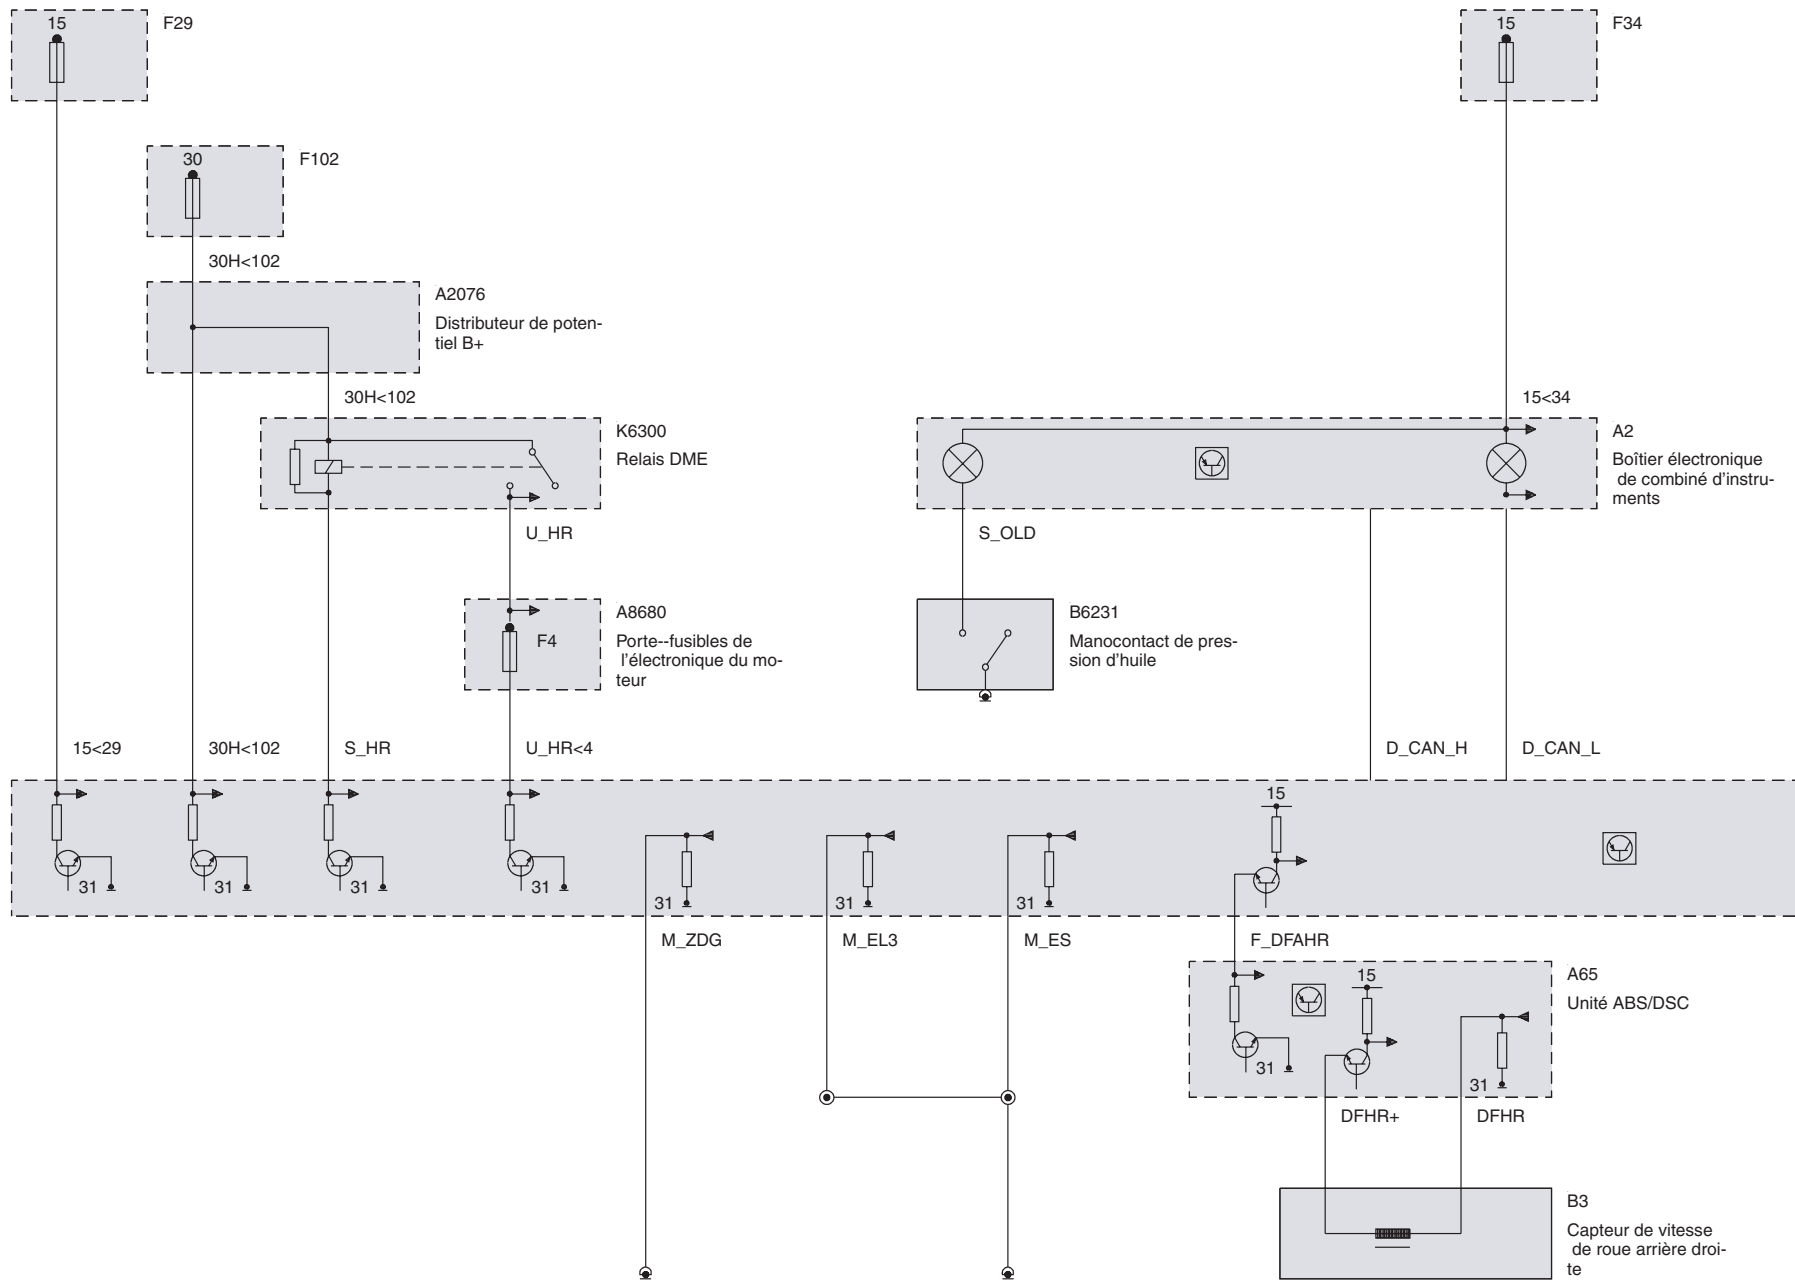 15
F29
15
F34
30
F102
30H<102
A2076
Distributeur de poten-
tiel B+
30H<102
15<34
K6300
Relais DME
A2
Boîtier électronique
de combiné d'instru-
ments
U_HR
S_OLD
A8680
F4
Porte--fusibles de
l'électronique du mo-
teur
B6231
Manocontact de pres-
sion d'huile
15<29
30H<102
S_HR
U_HR<4
D_CAN_H
D_CAN_L
15
31
31
31
31
31
31
31
M_ZDG
M_EL3
M_ES
F_DFAHR
15
A65
Unité ABS/DSC
31
31
DFHR+
DFHR
B3
Capteur de vitesse
de roue arrière droi-
te